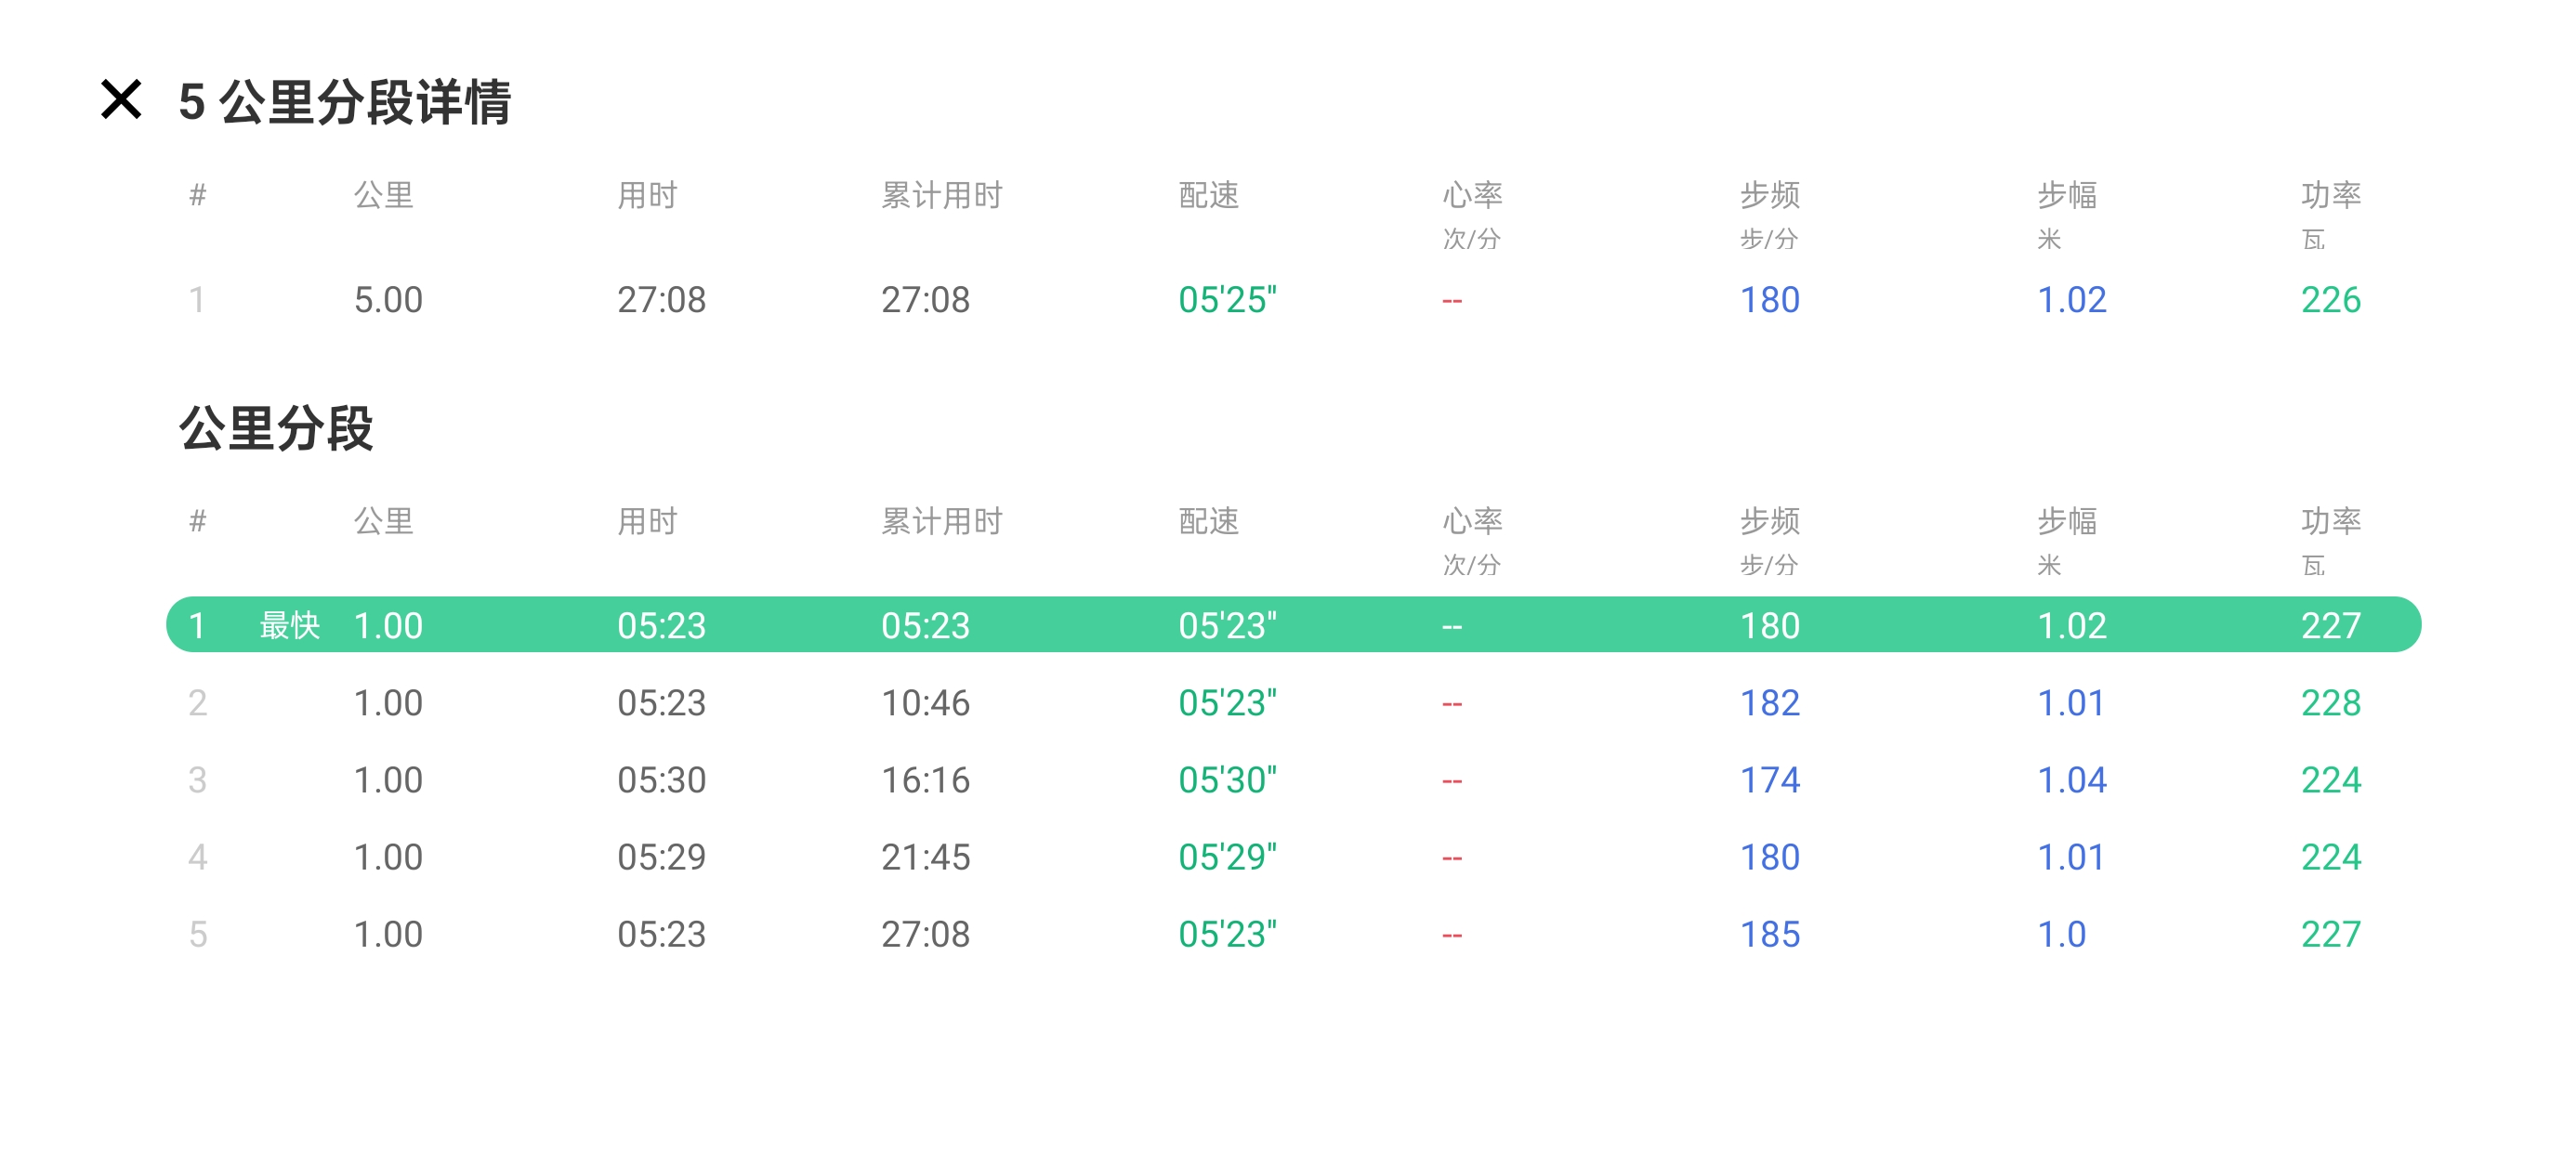 5 公里分段详情
# 公里 用时 累计用时 配速 心率 步频 步幅 功率
次/分 步/分 米 瓦
1 5.00 27:08 27:08 05'25" -- 180 1.02 226
公里分段
# 公里 用时 累计用时 配速 心率 步频 步幅 功率
次/分 步/分 米 瓦
1 最快 1.00 05:23 05:23 05'23" -- 180 1.02 227
2 1.00 05:23 10:46 05'23" -- 182 1.01 228
3 1.00 05:30 16:16 05'30" -- 174 1.04 224
4 1.00 05:29 21:45 05'29" -- 180 1.01 224
5 1.00 05:23 27:08 05'23" -- 185 1.0 227